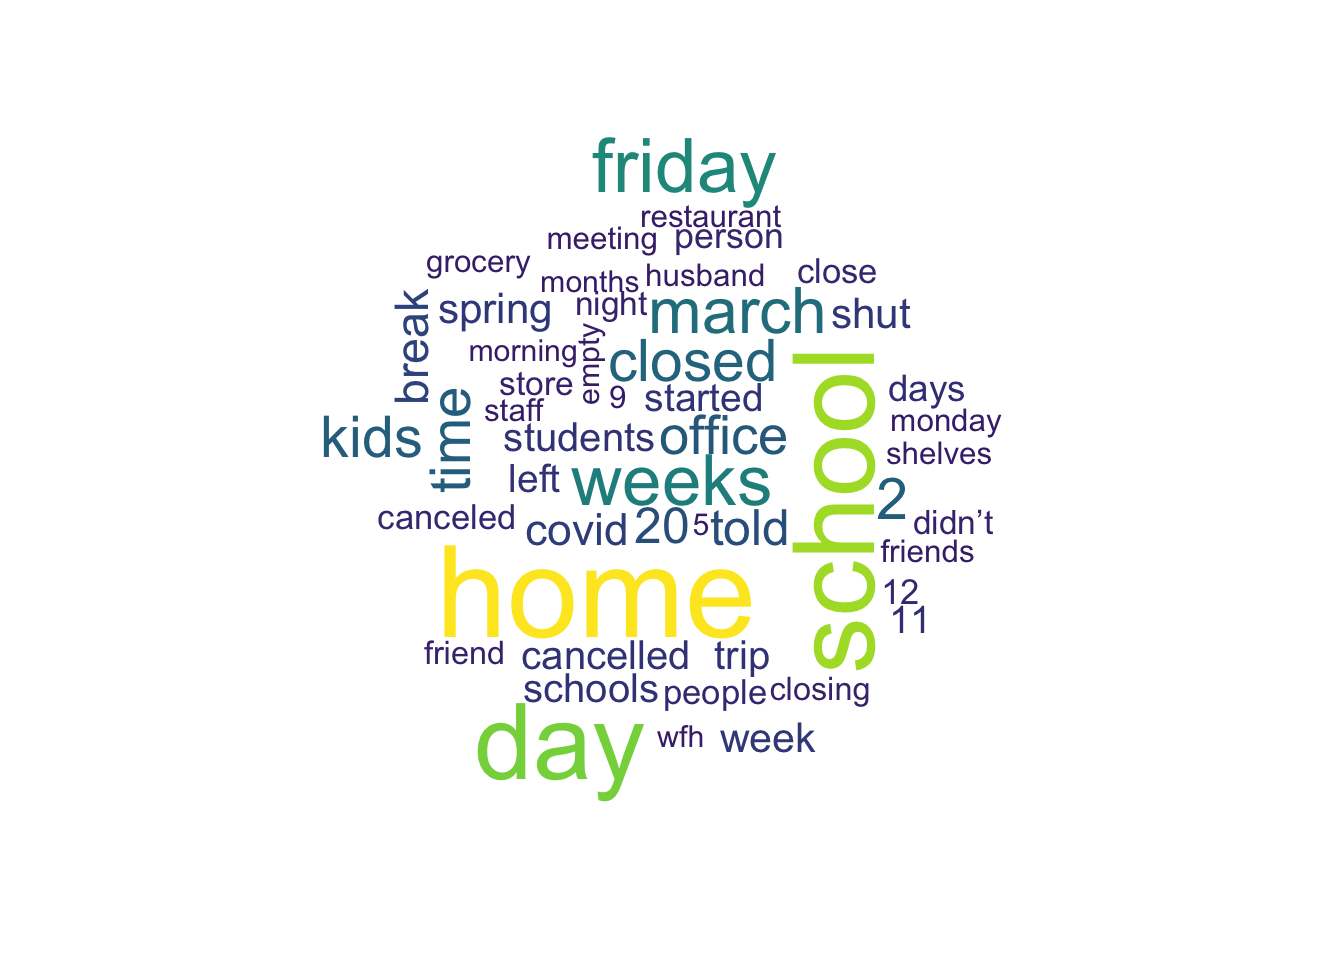 friday
restaurant
meeting person
grocery
months husband close
break spring night march shut
morning empty closed
store 9 started school days
staff monday
kids time students office shelves
left weeks 2
canceled covid 20 5 told didn’t
friends
home 12
11
friend cancelled trip
schools people closing
day wfh week